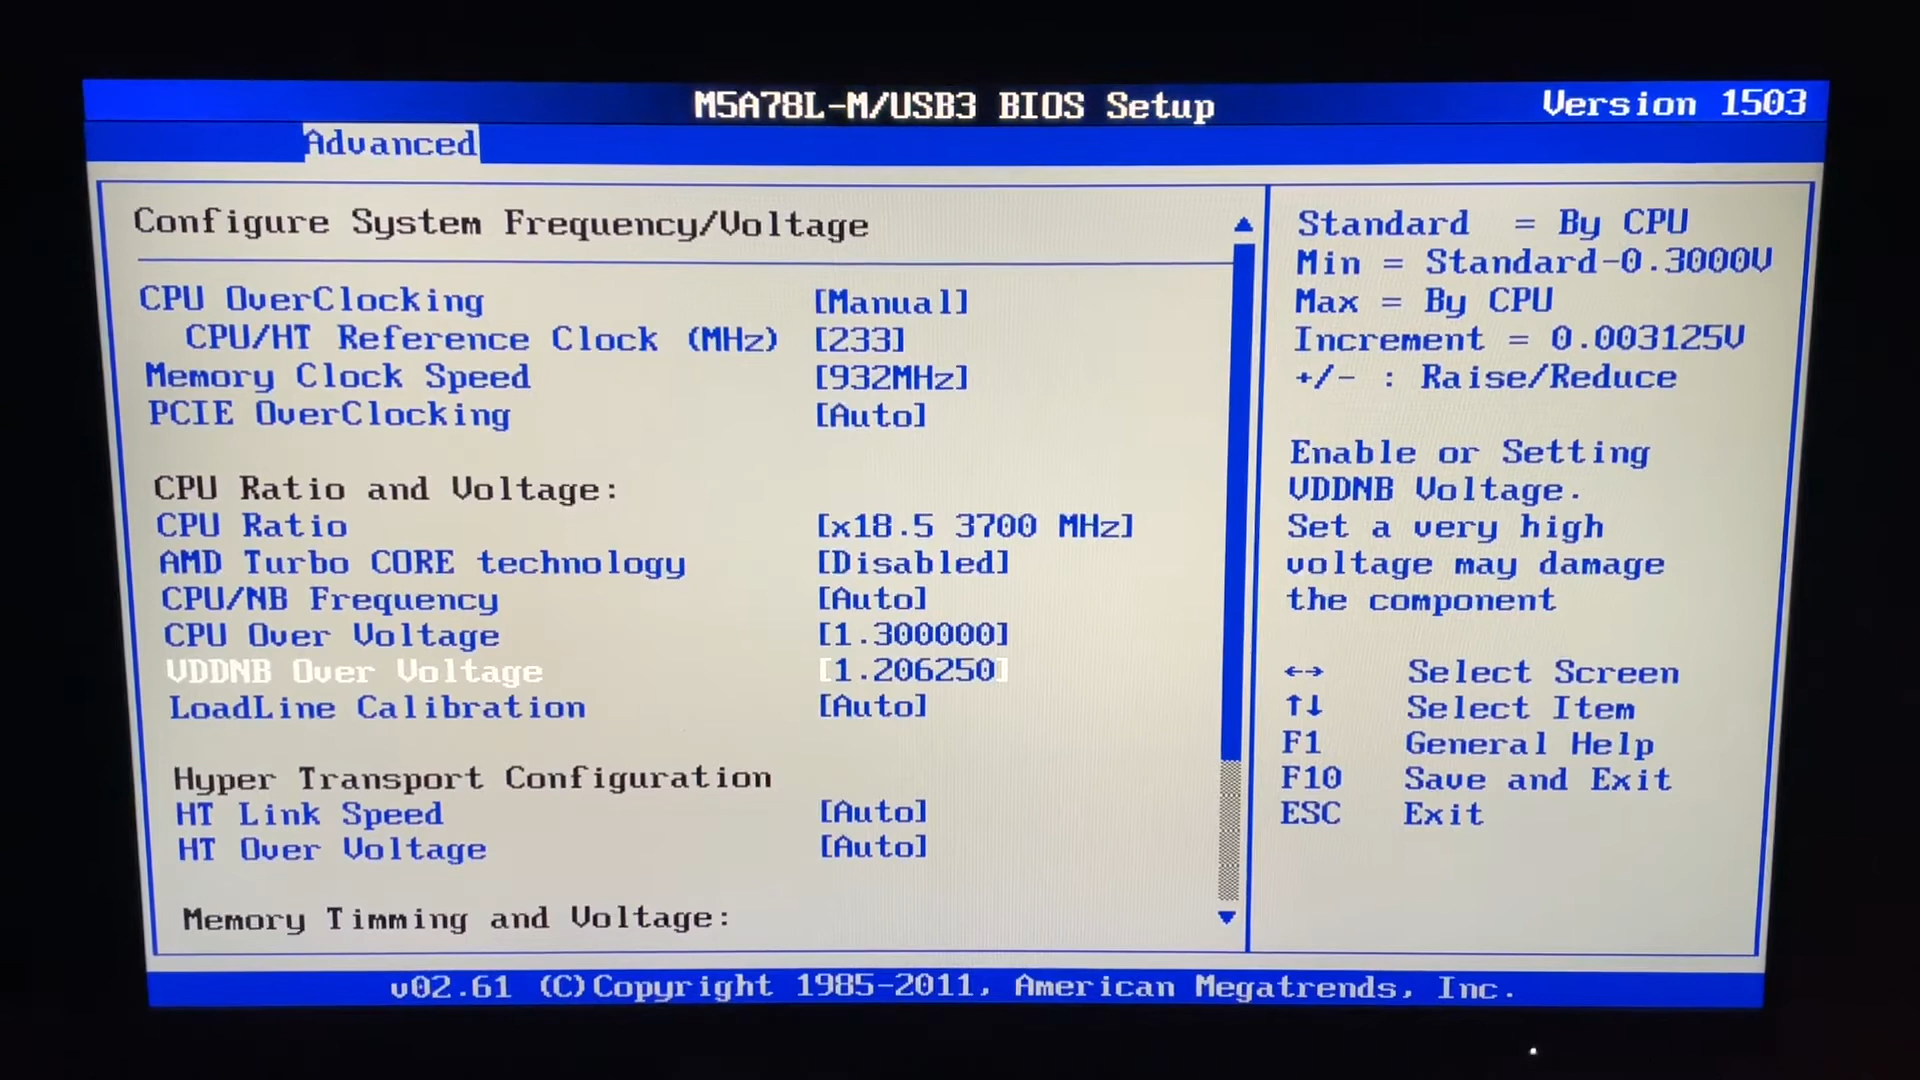 M5A78L-M/USB3 BIOS Setup Version 1503
Advanced
Configure System Frequency/Voltage
CPU OverClocking [Manual]
CPU/HT Reference Clock (MHz) [233]
Memory Clock Speed [932MHz]
PCIE OverClocking [Auto]
CPU Ratio and Voltage:
CPU Ratio [x18.5 3700 MHz]
AMD Turbo CORE technology [Disabled]
CPU/NB Frequency [Auto]
CPU Over Voltage [1.300000]
VDDNB Over Voltage [1.206250]
LoadLine Calibration [Auto]
Hyper Transport Configuration
HT Link Speed [Auto]
HT Over Voltage [Auto]
Memory Timming and Voltage:
Standard = By CPU
Min = Standard-0.3000V
Max = By CPU
Increment = 0.003125V
+/- : Raise/Reduce
Enable or Setting
VDDNB Voltage.
Set a very high
voltage may damage
the component
←→ Select Screen
↑↓ Select Item
F1 General Help
F10 Save and Exit
ESC Exit
v02.61 (C)Copyright 1985-2011, American Megatrends, Inc.